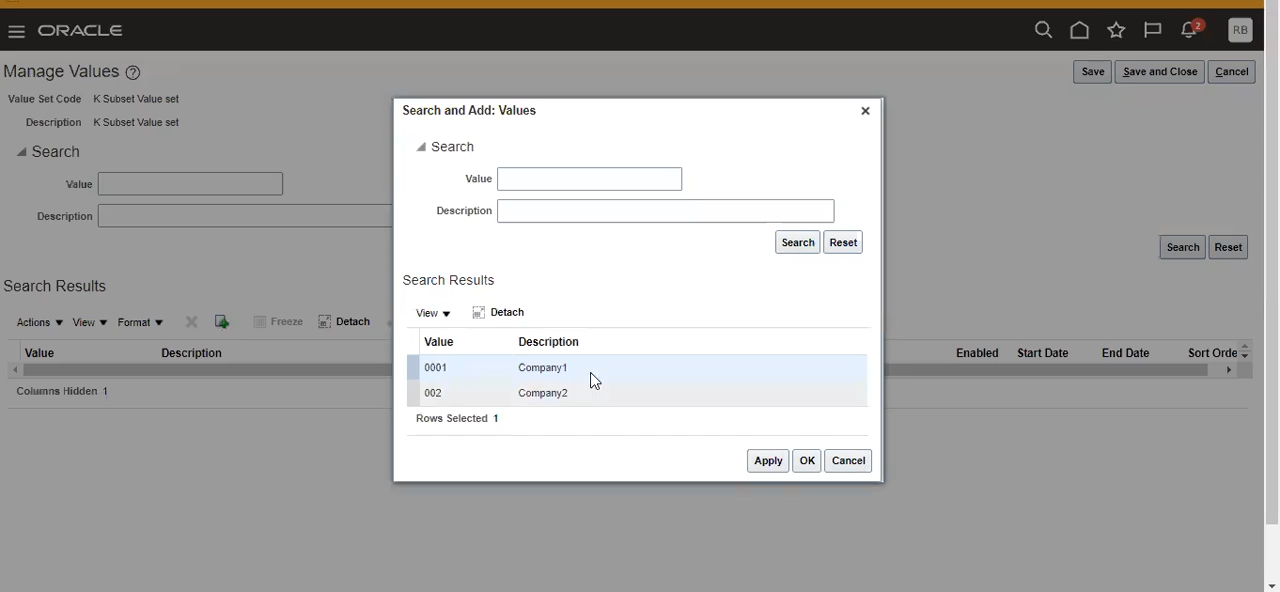 ORACLE
2
RB
Manage Values ?
Save
Save and Close
Cancel
Value Set Code K Subset Value set
Description K Subset Value set
Search
Value
Description
Search
Reset
Search Results
Actions View Format Freeze Detach
Value Description Enabled Start Date End Date Sort Orde
Columns Hidden 1
Search and Add: Values
Search
Value
Description
Search
Reset
Search Results
View Detach
Value Description
0001 Company1
002 Company2
Rows Selected 1
Apply
OK
Cancel